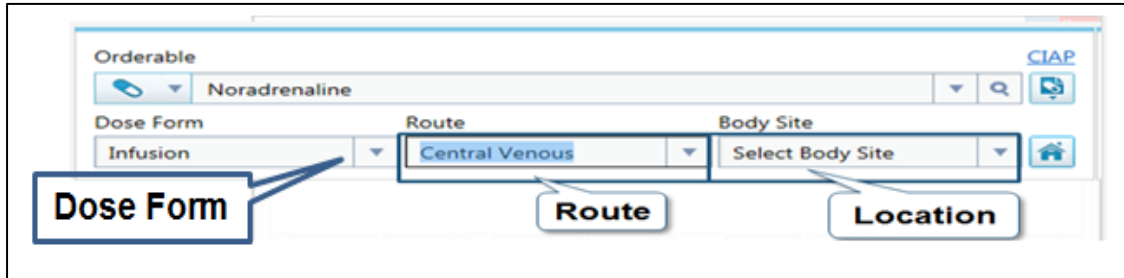 Orderable CIAP
Noradrenaline
Dose Form Route Body Site
Infusion Central Venous Select Body Site
Dose Form Route Location